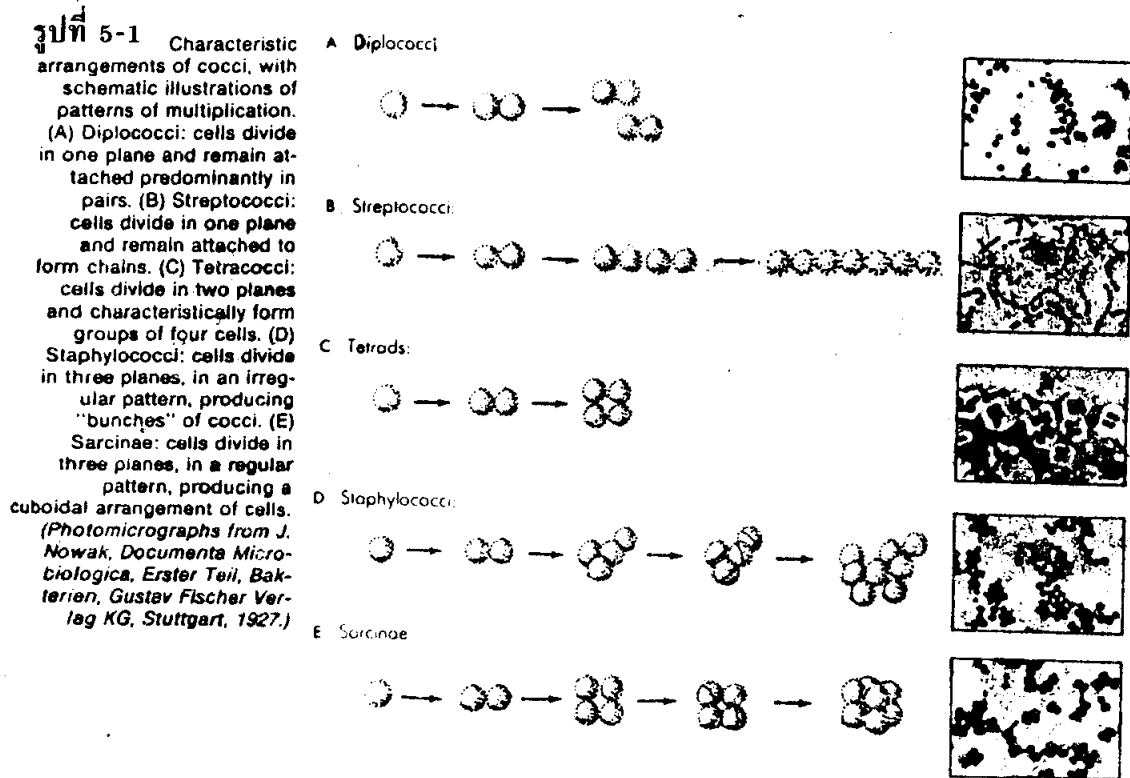 รูปที่ 5-1 Characteristic
arrangements of cocci, with
schematic illustrations of
patterns of multiplication.
(A) Diplococci: cells divide
in one plane and remain at-
tached predominantly in
pairs. (B) Streptococci:
cells divide in one plane
and remain attached to
form chains. (C) Tetracocci:
cells divide in two planes
and characteristically form
groups of four cells. (D)
Staphylococci: cells divide
in three planes, in an irreg-
ular pattern, producing
"bunches" of cocci. (E)
Sarcinae: cells divide in
three planes, in a regular
pattern, producing a
cuboidal arrangement of cells.
(Photomicrographs from J.
Nowak, Documenta Micro-
biologica, Erster Teil, Bak-
terien, Gustav Fischer Ver-
lag KG, Stuttgart, 1927.)
A Diplococci
B Streptococci:
C Tetrads:
D Staphylococci:
E Sarcinae